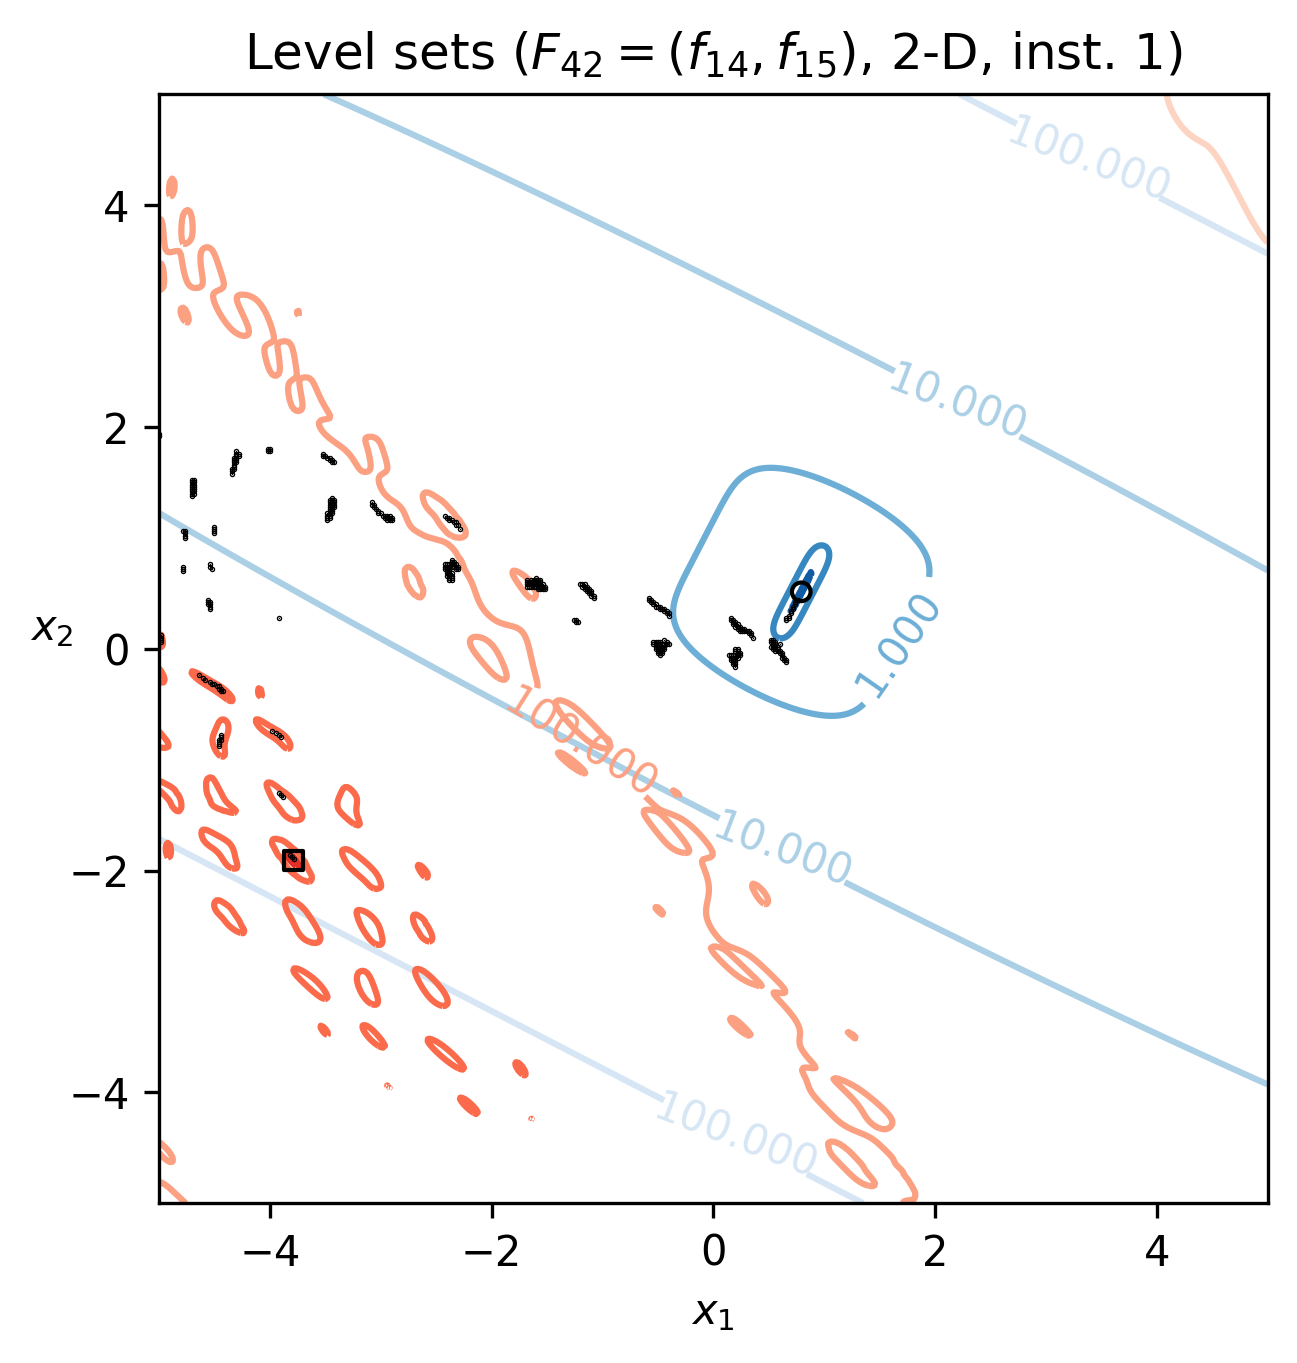 Level sets (F₄₂ = (f₁₄, f₁₅), 2-D, inst. 1)
100.000
4
10.000
2
x₂
0
1.000
100.000
10.000
−2
−4
100.000
−4 −2 0 2 4
x₁